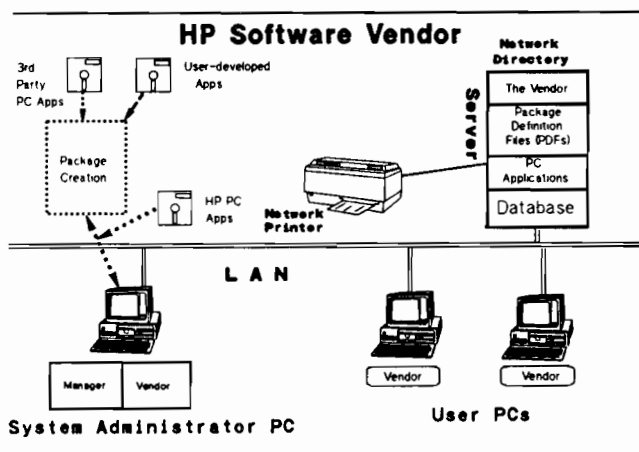 HP Software Vendor
3rd
Party
PC Apps
User-developed
Apps
Package
Creation
HP PC
Apps
Network
Printer
Network
Directory
Server
The Vendor
Package
Definition
Files (PDFs)
PC
Applications
Database
LAN
Manager
Vendor
System Administrator PC
Vendor
Vendor
User PCs